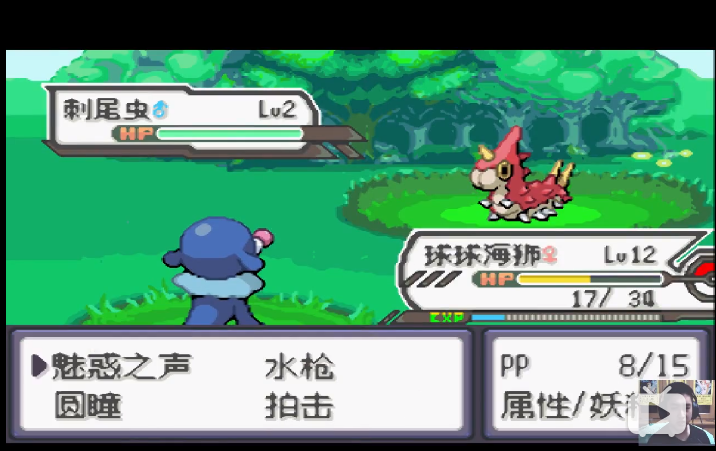 刺尾虫♂ Lv2
HP
球球海狮♀ Lv12
HP
17/ 34
EXP
魅惑之声 水枪 PP 8/15
圆瞳 拍击 属性/妖